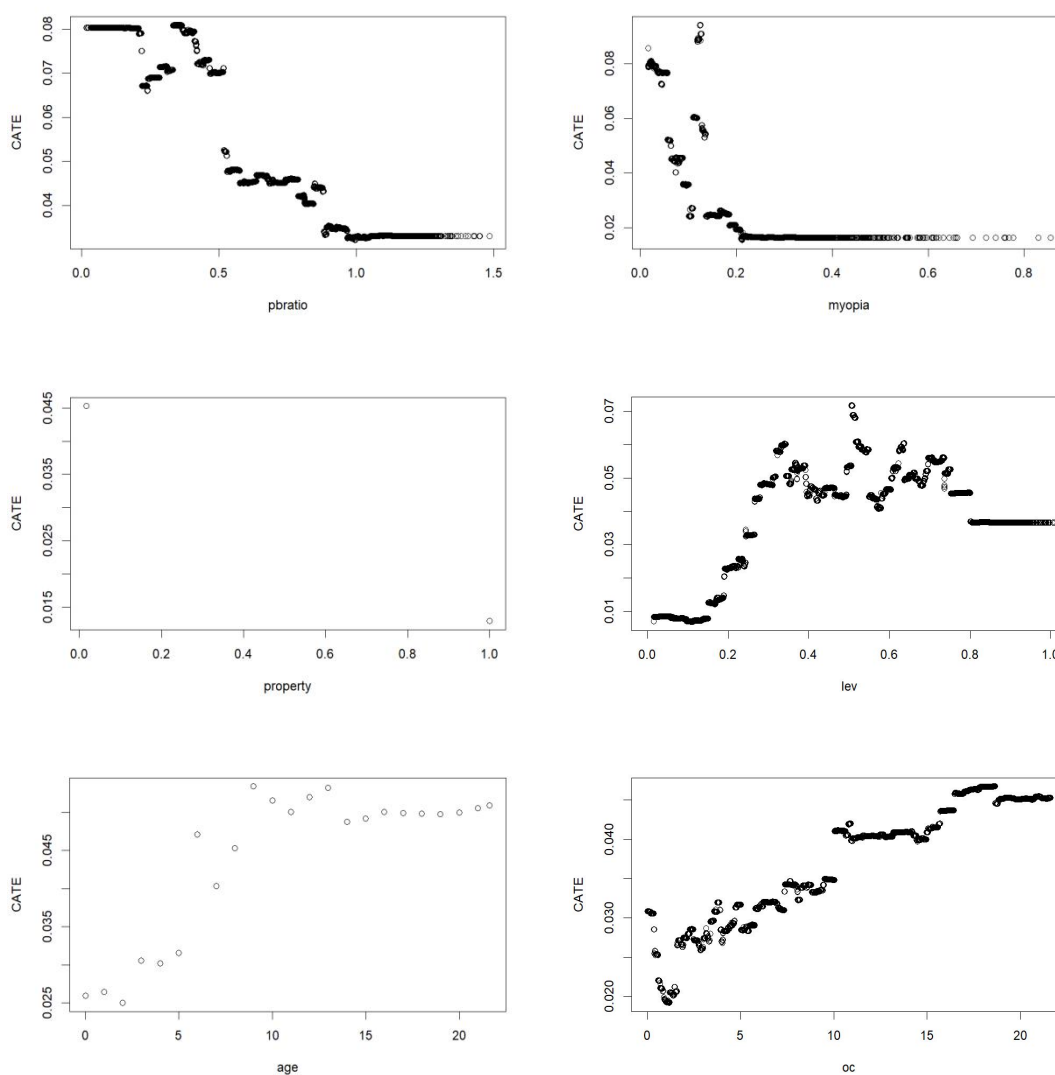 CATE
0.04 0.05 0.06 0.07 0.08
0.0 0.5 1.0 1.5
pbratio
CATE
0.02 0.04 0.06 0.08
0.0 0.2 0.4 0.6 0.8
myopia
CATE
0.015 0.025 0.035 0.045
0.0 0.2 0.4 0.6 0.8 1.0
property
CATE
0.01 0.03 0.05 0.07
0.0 0.2 0.4 0.6 0.8 1.0
lev
CATE
0.025 0.035 0.045
0 5 10 15 20
age
CATE
0.020 0.030 0.040
0 5 10 15 20
oc